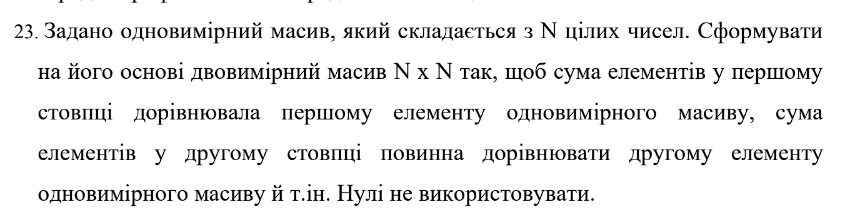 23. Задано одновимірний масив, який складається з N цілих чисел. Сформувати
на його основі двовимірний масив N x N так, щоб сума елементів у першому
стовпці дорівнювала першому елементу одновимірного масиву, сума
елементів у другому стовпці повинна дорівнювати другому елементу
одновимірного масиву й т.ін. Нулі не використовувати.